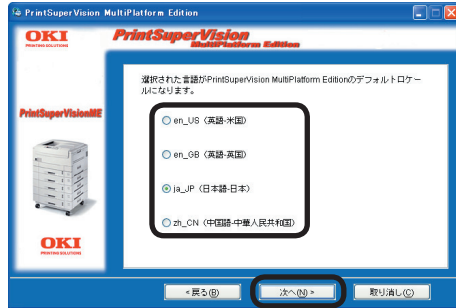 PrintSuperVision MultiPlatform Edition
OKI
PRINTING SOLUTIONS
PrintSuperVision
MultiPlatform Edition
選択された言語がPrintSuperVision MultiPlatform Editionのデフォルトロケー
ルになります。
PrintSuperVisionME
en_US（英語-米国）
en_GB（英語-英国）
ja_JP（日本語-日本）
zh_CN（中国語-中華人民共和国）
OKI
PRINTING SOLUTIONS
<戻る(B)
次へ(N)>
取り消し(C)